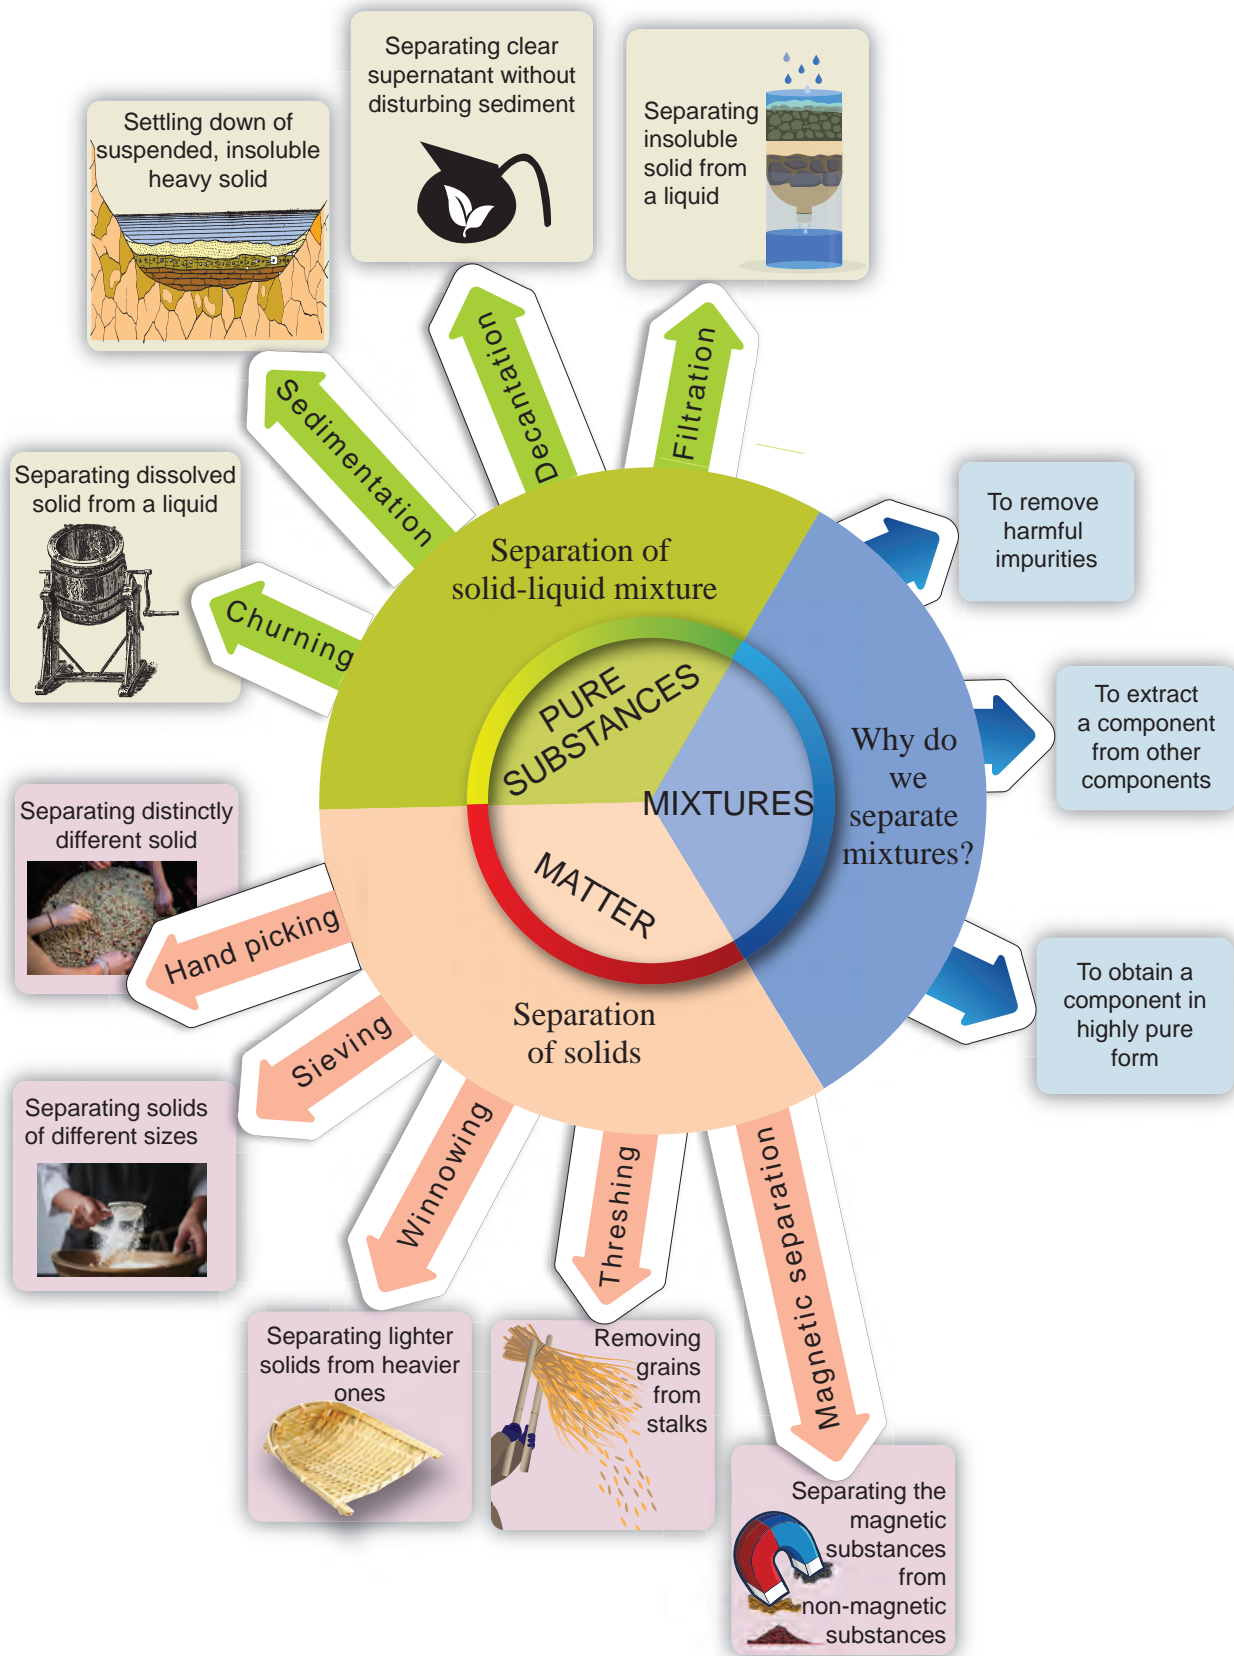 Separating clear
supernatant without
disturbing sediment
Separating
insoluble
solid from
a liquid
Settling down of
suspended, insoluble
heavy solid
Decantation
Filtration
Sedimentation
Separating dissolved
solid from a liquid
Churning
Separation of
solid-liquid mixture
To remove
harmful
impurities
PURE
SUBSTANCES
MIXTURES
MATTER
Why do
we
separate
mixtures?
To extract
a component
from other
components
To obtain a
component in
highly pure
form
Separating distinctly
different solid
Hand picking
Separation
of solids
Sieving
Separating solids
of different sizes
Winnowing
Threshing
Magnetic separation
Separating lighter
solids from heavier
ones
Removing
grains
from
stalks
Separating the
magnetic
substances
from
non-magnetic
substances